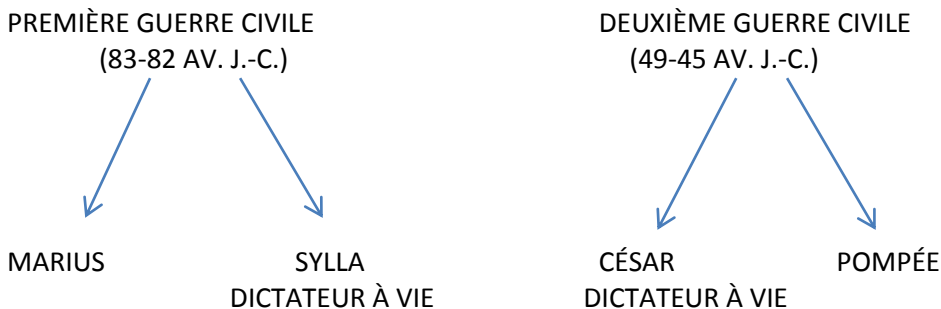 PREMIÈRE GUERRE CIVILE
(83-82 AV. J.-C.)
MARIUS
SYLLA
DICTATEUR À VIE
DEUXIÈME GUERRE CIVILE
(49-45 AV. J.-C.)
CÉSAR
DICTATEUR À VIE
POMPÉE